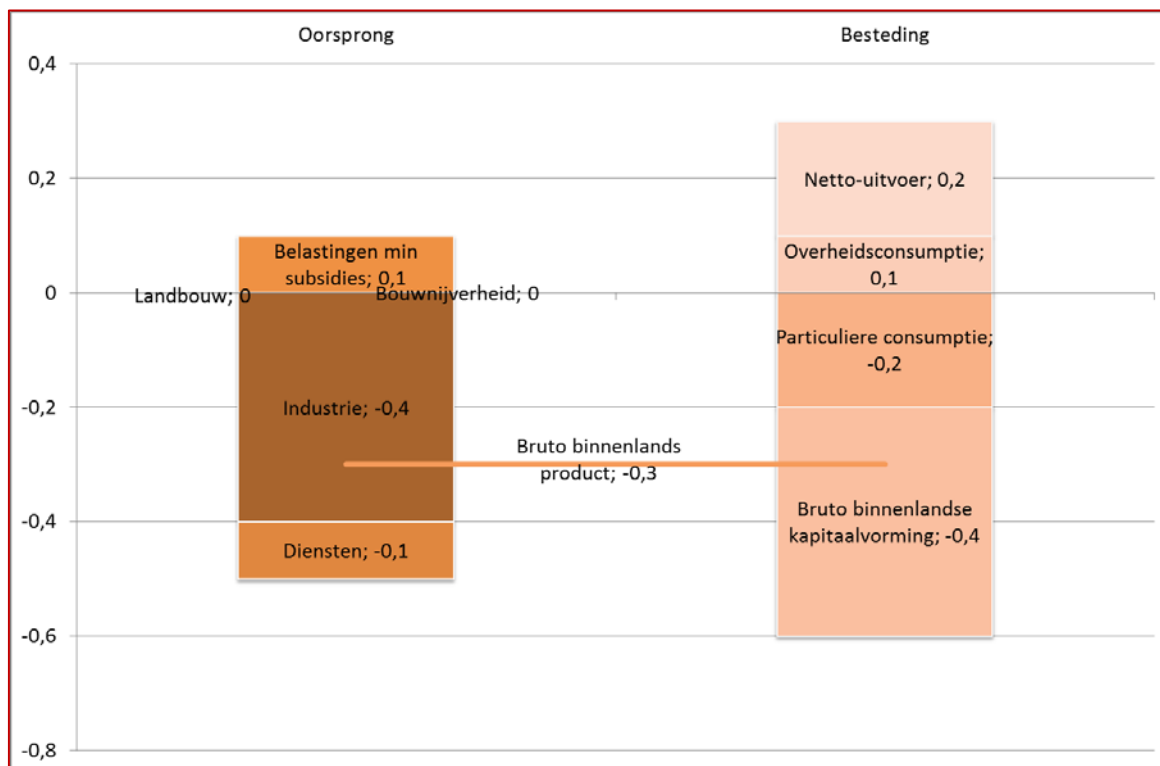 Oorsprong
Besteding
0,4
0,2
0
-0,2
-0,4
-0,6
-0,8
Belastingen min
subsidies; 0,1
Landbouw; 0
Bouwnijverheid; 0
Industrie; -0,4
Diensten; -0,1
Bruto binnenlands
product; -0,3
Netto-uitvoer; 0,2
Overheidsconsumptie;
0,1
Particuliere consumptie;
-0,2
Bruto binnenlandse
kapitaalvorming; -0,4